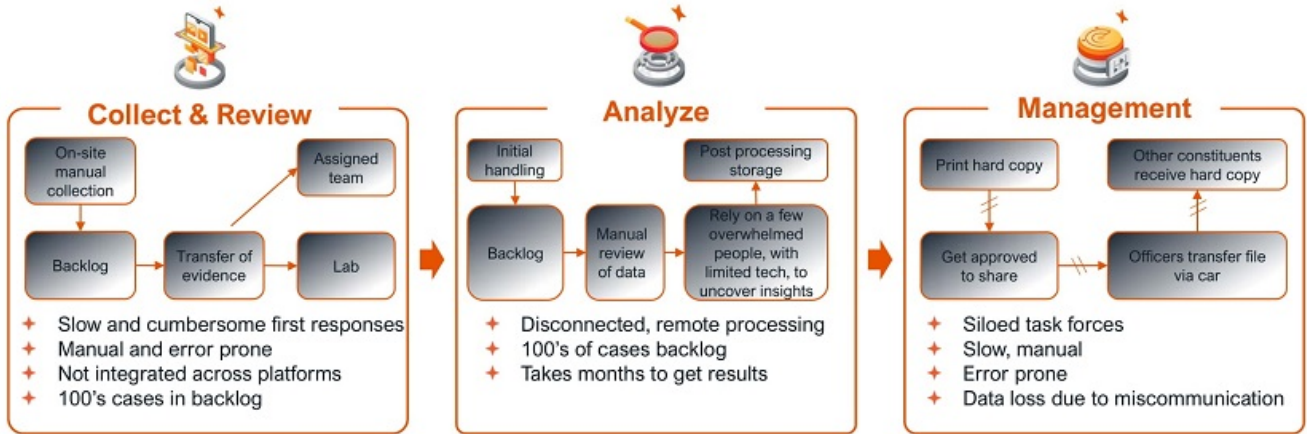 Collect & Review
On-site
manual
collection
Assigned
team
Backlog
Transfer of
evidence
Lab
Slow and cumbersome first responses
Manual and error prone
Not integrated across platforms
100's cases in backlog
Analyze
Initial
handling
Post processing
storage
Backlog
Manual
review
of data
Rely on a few
overwhelmed
people, with
limited tech, to
uncover insights
Disconnected, remote processing
100's of cases backlog
Takes months to get results
Management
Print hard copy
Other constituents
receive hard copy
Get approved
to share
Officers transfer file
via car
Siloed task forces
Slow, manual
Error prone
Data loss due to miscommunication